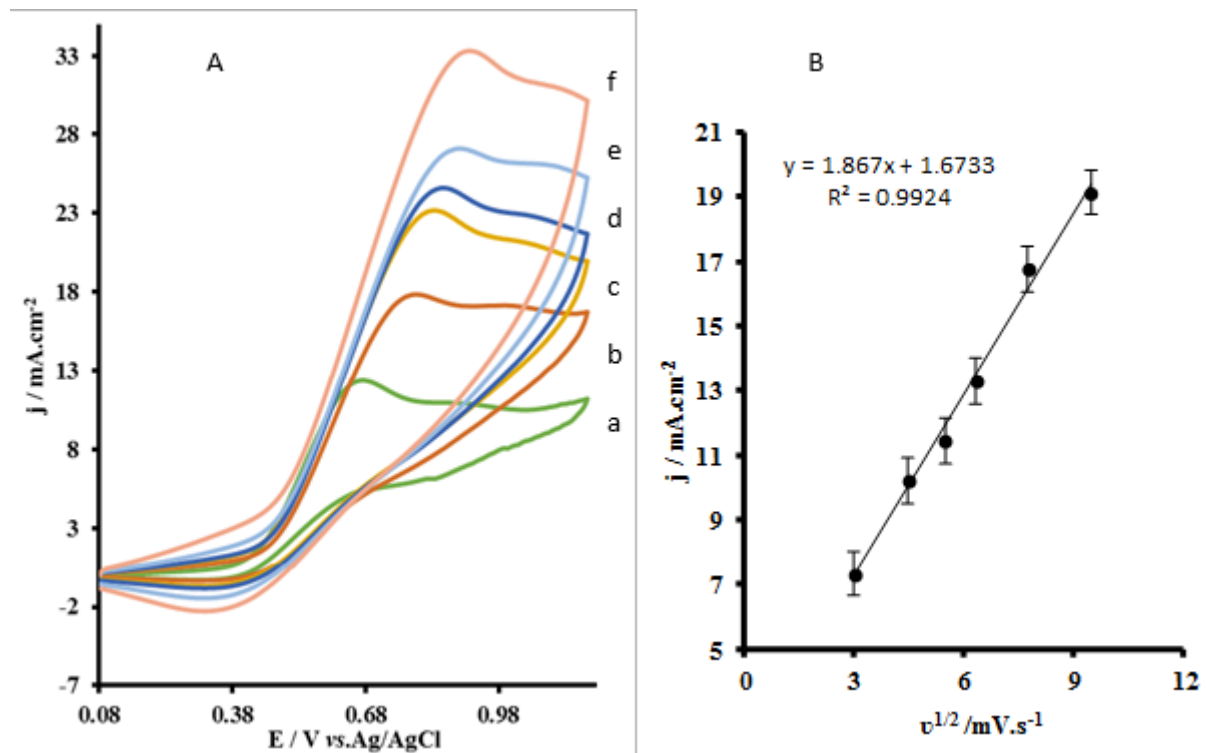 A
33
28
23
18
13
8
3
-2
-7
j / mA.cm-2
0.08 0.38 0.68 0.98
E / V vs.Ag/AgCl
f
e
d
c
b
a
B
21
19
17
15
13
11
9
7
5
y = 1.867x + 1.6733
R² = 0.9924
j / mA.cm-2
0 3 6 9 12
υ1/2 /mV.s-1